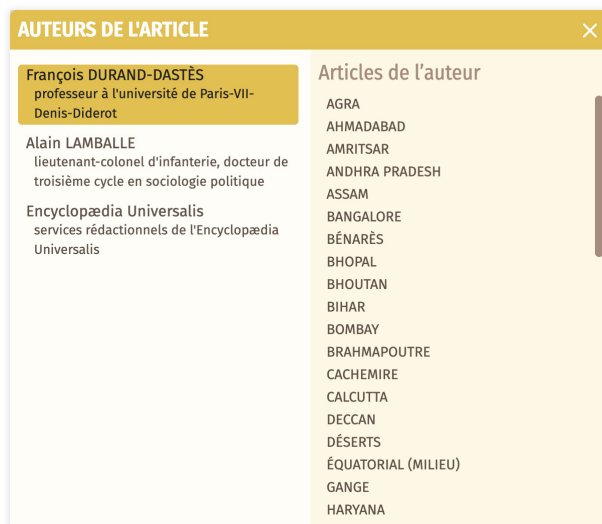 AUTEURS DE L'ARTICLE
François DURAND-DASTÈS
professeur à l'université de Paris-VII-
Denis-Diderot
Alain LAMBALLE
lieutenant-colonel d'infanterie, docteur de
troisième cycle en sociologie politique
Encyclopædia Universalis
services rédactionnels de l'Encyclopædia
Universalis
Articles de l’auteur
AGRA
AHMADABAD
AMRITSAR
ANDHRA PRADESH
ASSAM
BANGALORE
BÉNARÈS
BHOPAL
BHOUTAN
BIHAR
BOMBAY
BRAHMAPOUTRE
CACHEMIRE
CALCUTTA
DECCAN
DÉSERTS
ÉQUATORIAL (MILIEU)
GANGE
HARYANA